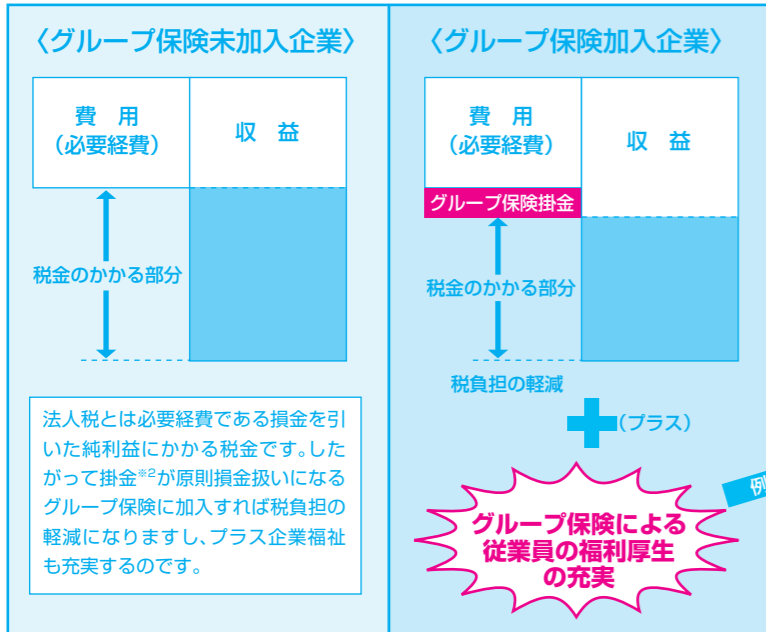 〈グループ保険未加入企業〉
費　用
（必要経費）
収　益
税金のかかる部分
法人税とは必要経費である損金を引
いた純利益にかかる税金です。した
がって掛金※2が原則損金扱いになる
グループ保険に加入すれば税負担の
軽減になりますし、プラス企業福祉
も充実するのです。
〈グループ保険加入企業〉
費　用
（必要経費）
収　益
グループ保険掛金
税金のかかる部分
税負担の軽減
（プラス）
例
グループ保険による
従業員の福利厚生
の充実